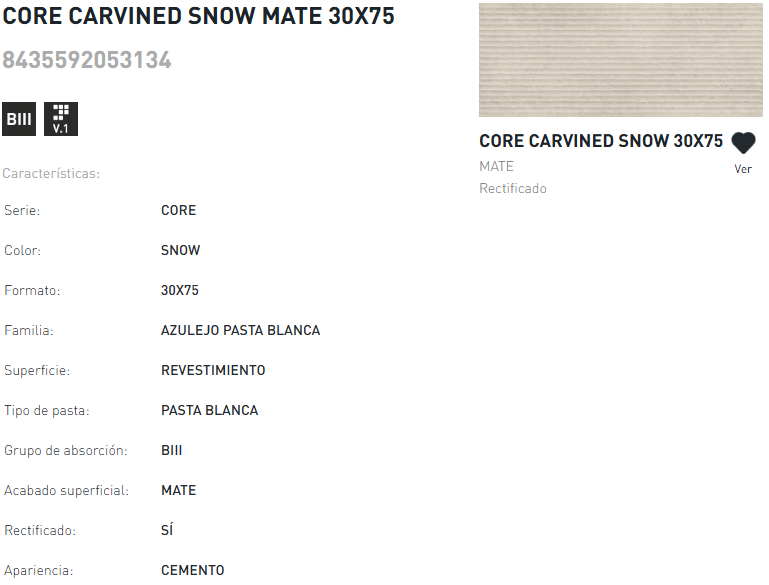 CORE CARVINED SNOW MATE 30X75
8435592053134
BIII
V.1
Características:
Serie: CORE
Color: SNOW
Formato: 30X75
Familia: AZULEJO PASTA BLANCA
Superficie: REVESTIMIENTO
Tipo de pasta: PASTA BLANCA
Grupo de absorción: BIII
Acabado superficial: MATE
Rectificado: SÍ
Apariencia: CEMENTO
CORE CARVINED SNOW 30X75
MATE
Ver
Rectificado